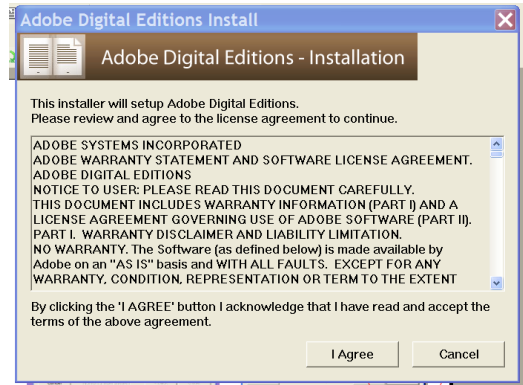 Adobe Digital Editions Install
Adobe Digital Editions - Installation
This installer will setup Adobe Digital Editions.
Please review and agree to the license agreement to continue.
ADOBE SYSTEMS INCORPORATED
ADOBE WARRANTY STATEMENT AND SOFTWARE LICENSE AGREEMENT.
ADOBE DIGITAL EDITIONS
NOTICE TO USER: PLEASE READ THIS DOCUMENT CAREFULLY.
THIS DOCUMENT INCLUDES WARRANTY INFORMATION (PART I) AND A
LICENSE AGREEMENT GOVERNING USE OF ADOBE SOFTWARE (PART II).
PART I. WARRANTY DISCLAIMER AND LIABILITY LIMITATION.
NO WARRANTY. The Software (as defined below) is made available by
Adobe on an "AS IS" basis and WITH ALL FAULTS. EXCEPT FOR ANY
WARRANTY, CONDITION, REPRESENTATION OR TERM TO THE EXTENT
By clicking the 'I AGREE' button I acknowledge that I have read and accept the
terms of the above agreement.
I Agree
Cancel